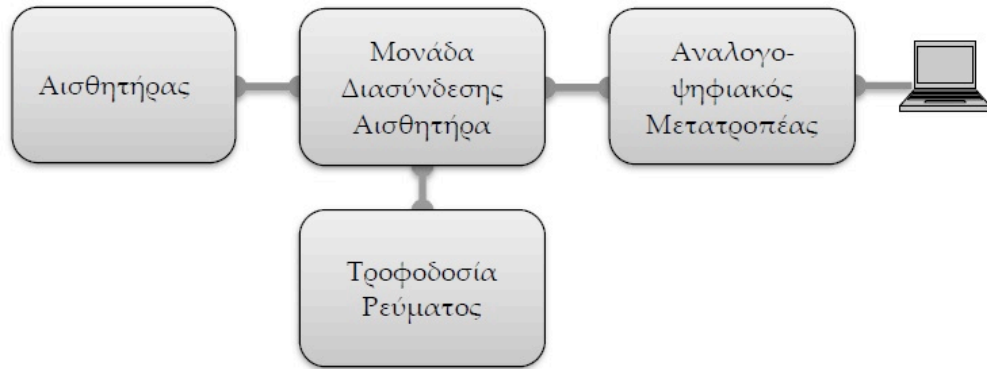 Αισθητήρας
Μονάδα
Διασύνδεσης
Αισθητήρα
Αναλογο-
ψηφιακός
Μετατροπέας
Τροφοδοσία
Ρεύματος